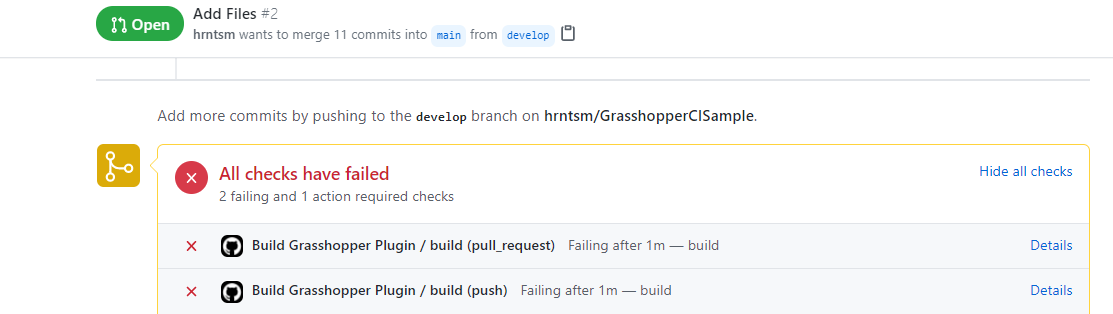 Open
Add Files #2
hrntsm wants to merge 11 commits into main from develop
Add more commits by pushing to the develop branch on hrntsm/GrasshopperCISample.
All checks have failed
Hide all checks
2 failing and 1 action required checks
Build Grasshopper Plugin / build (pull_request) Failing after 1m — build Details
Build Grasshopper Plugin / build (push) Failing after 1m — build Details